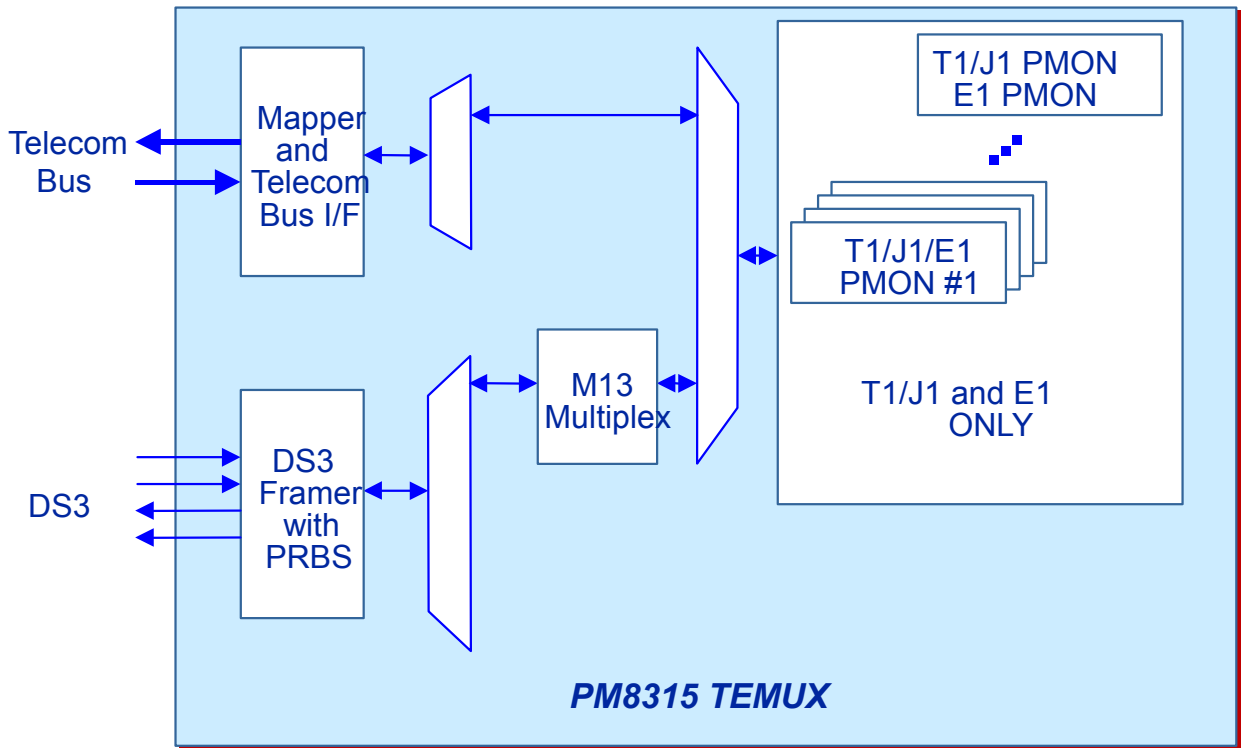 Telecom
Bus
Mapper
and
Telecom
Bus I/F
T1/J1 PMON
E1 PMON
T1/J1/E1
PMON #1
T1/J1 and E1
ONLY
M13
Multiplex
DS3
DS3
Framer
with
PRBS
PM8315 TEMUX